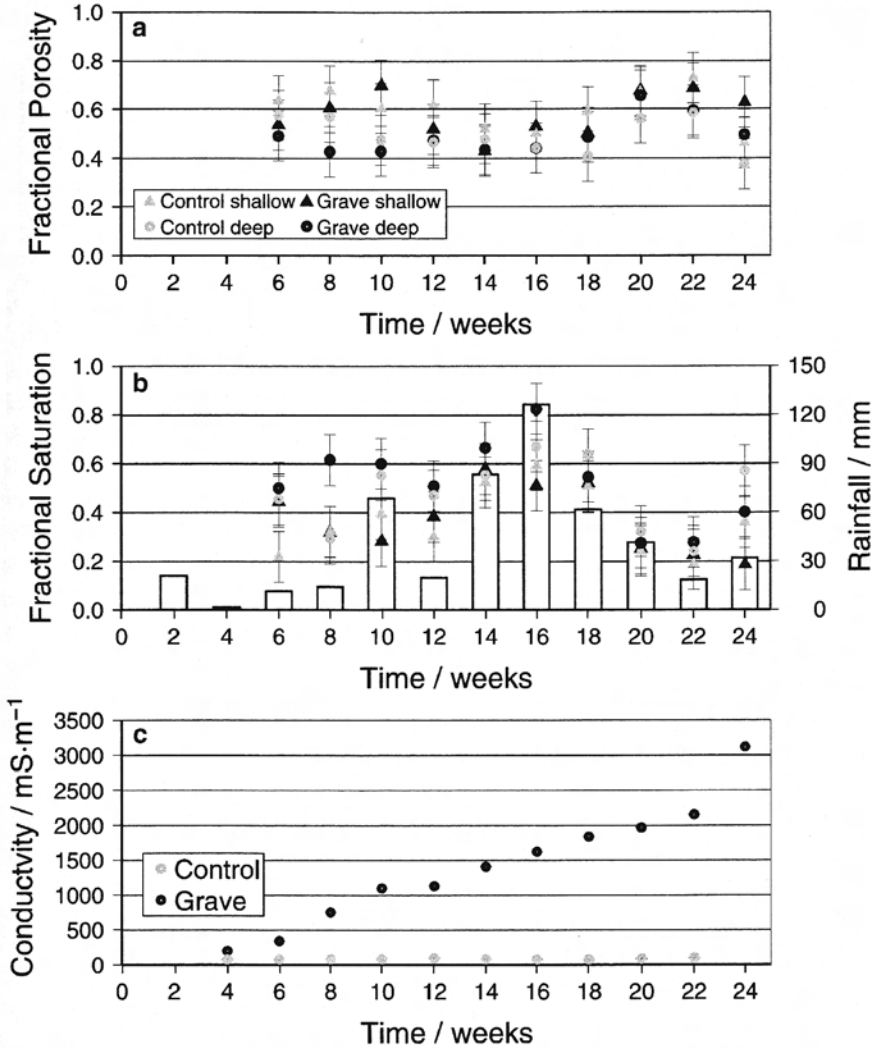 a
1.0
0.8
0.6
0.4
0.2
0.0
Fractional Porosity
Control shallow
Grave shallow
Control deep
Grave deep
0 2 4 6 8 10 12 14 16 18 20 22 24
Time / weeks
b
1.0
0.8
0.6
0.4
0.2
0.0
Fractional Saturation
150
120
90
60
30
0
Rainfall / mm
0 2 4 6 8 10 12 14 16 18 20 22 24
Time / weeks
c
3500
3000
2500
2000
1500
1000
500
0
Conductvity / mS·m⁻¹
Control
Grave
0 2 4 6 8 10 12 14 16 18 20 22 24
Time / weeks